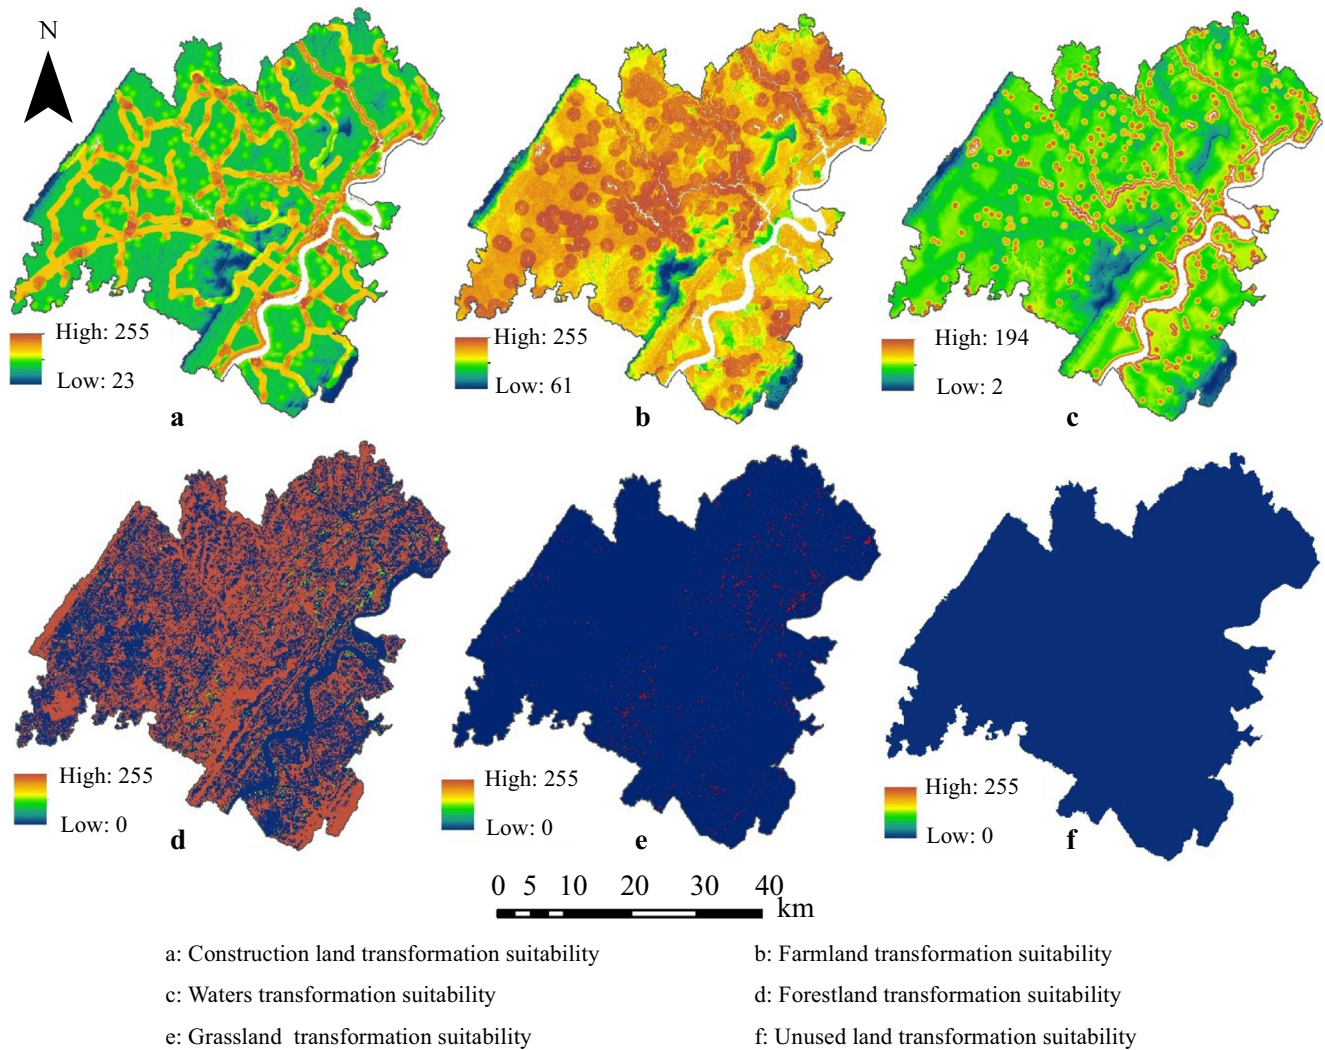 N
High: 255
Low: 23
a
High: 255
Low: 61
b
High: 194
Low: 2
c
High: 255
Low: 0
d
High: 255
Low: 0
e
High: 255
Low: 0
f
0 5 10 20 30 40
km
a: Construction land transformation suitability
b: Farmland transformation suitability
c: Waters transformation suitability
d: Forestland transformation suitability
e: Grassland transformation suitability
f: Unused land transformation suitability